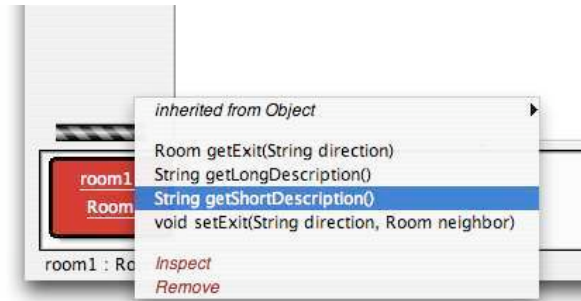 inherited from Object
Room getExit(String direction)
String getLongDescription()
String getShortDescription()
void setExit(String direction, Room neighbor)
Inspect
Remove
room1
Room
room1 : Ro